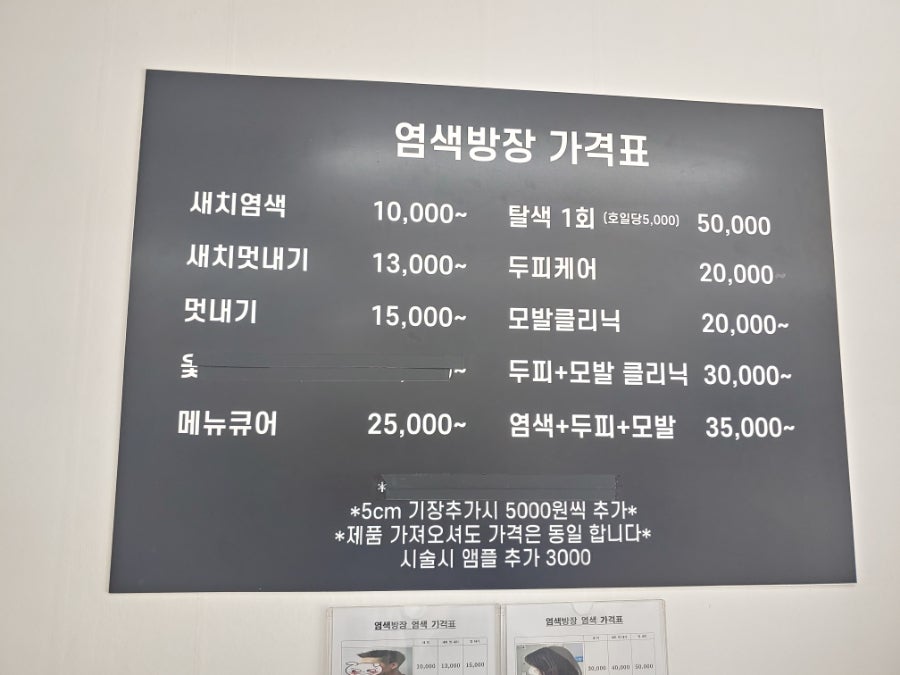 염색방장 가격표
새치염색 10,000~
새치멋내기 13,000~
멋내기 15,000~
메뉴큐어 25,000~
탈색 1회 (호일당5,000) 50,000
두피케어 20,000~
모발클리닉 20,000~
두피+모발 클리닉 30,000~
염색+두피+모발 35,000~
*5cm 기장추가시 5000원씩 추가*
*제품 가져오셔도 가격은 동일 합니다*
시술시 앰플 추가 3000
염색방장 염색 가격표
염색방장 염색 가격표
30,000 40,000 50,000